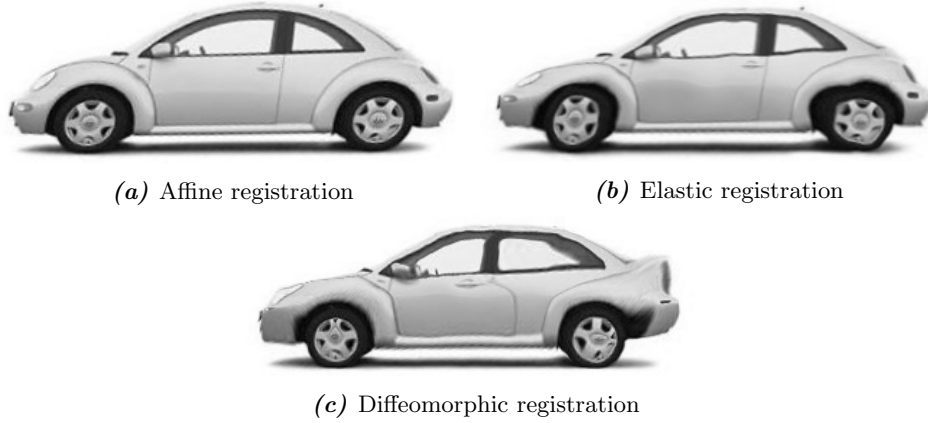 (a) Affine registration
(b) Elastic registration
(c) Diffeomorphic registration